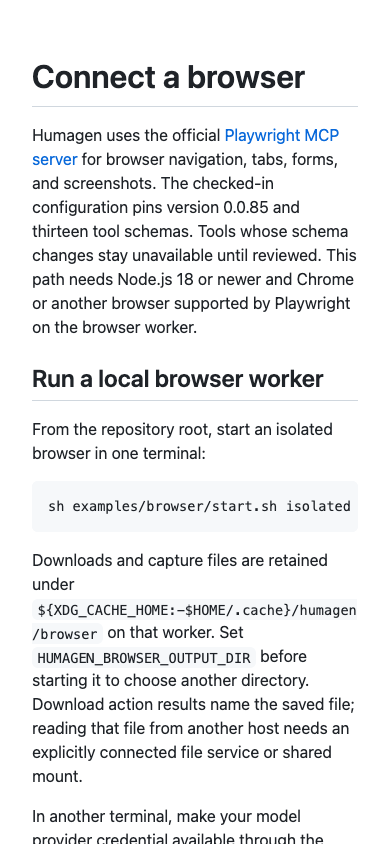 Connect a browser
Humagen uses the official Playwright MCP
server for browser navigation, tabs, forms,
and screenshots. The checked-in
configuration pins version 0.0.85 and
thirteen tool schemas. Tools whose schema
changes stay unavailable until reviewed. This
path needs Node.js 18 or newer and Chrome
or another browser supported by Playwright
on the browser worker.
Run a local browser worker
From the repository root, start an isolated
browser in one terminal:
sh examples/browser/start.sh isolated
Downloads and capture files are retained
under
${XDG_CACHE_HOME:-$HOME/.cache}/humagen
/browser on that worker. Set
HUMAGEN_BROWSER_OUTPUT_DIR before
starting it to choose another directory.
Download action results name the saved file;
reading that file from another host needs an
explicitly connected file service or shared
mount.
In another terminal, make your model
provider credential available through the